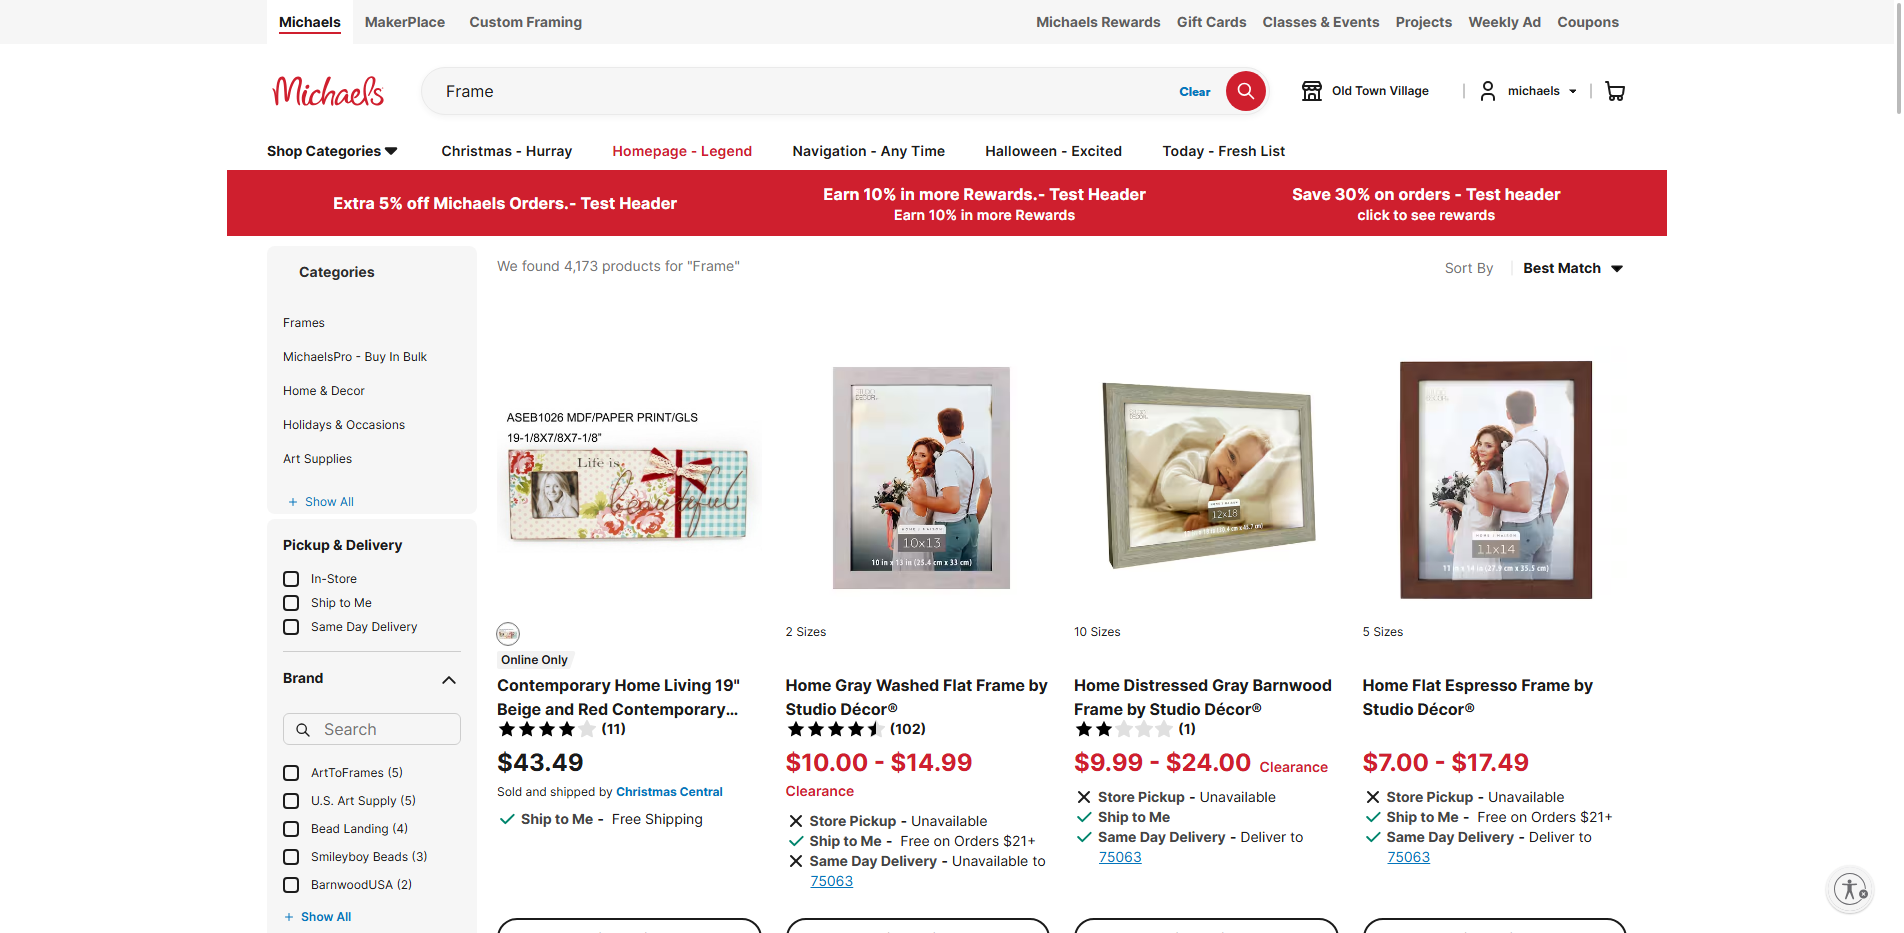 Michaels MakerPlace Custom Framing Michaels Rewards Gift Cards Classes & Events Projects Weekly Ad Coupons
Michaels Frame Clear Old Town Village michaels
Shop Categories Christmas - Hurray Homepage - Legend Navigation - Any Time Halloween - Excited Today - Fresh List
Extra 5% off Michaels Orders.- Test Header
Earn 10% in more Rewards.- Test Header
Earn 10% in more Rewards
Save 30% on orders - Test header
click to see rewards
Categories
Frames
MichaelsPro - Buy In Bulk
Home & Decor
Holidays & Occasions
Art Supplies
+ Show All
Pickup & Delivery
In-Store
Ship to Me
Same Day Delivery
Brand
Search
ArtToFrames (5)
U.S. Art Supply (5)
Bead Landing (4)
Smileyboy Beads (3)
BarnwoodUSA (2)
+ Show All
We found 4,173 products for "Frame"
Sort By Best Match
ASEB1026 MDF/PAPER PRINT/GLS
19-1/8X7/8X7-1/8"
Life is
beautiful
Online Only
Contemporary Home Living 19"
Beige and Red Contemporary...
(11)
$43.49
Sold and shipped by Christmas Central
Ship to Me - Free Shipping
STUDIO
DECOR
10x13
10 in x 13 in (25.4 cm x 33 cm)
2 Sizes
Home Gray Washed Flat Frame by
Studio Décor®
(102)
$10.00 - $14.99
Clearance
Store Pickup - Unavailable
Ship to Me - Free on Orders $21+
Same Day Delivery - Unavailable to
75063
12x18
10 Sizes
Home Distressed Gray Barnwood
Frame by Studio Décor®
(1)
$9.99 - $24.00 Clearance
Store Pickup - Unavailable
Ship to Me
Same Day Delivery - Deliver to
75063
11x14
11 in x 14 in (27.9 cm x 35.5 cm)
5 Sizes
Home Flat Espresso Frame by
Studio Décor®
$7.00 - $17.49
Store Pickup - Unavailable
Ship to Me - Free on Orders $21+
Same Day Delivery - Deliver to
75063